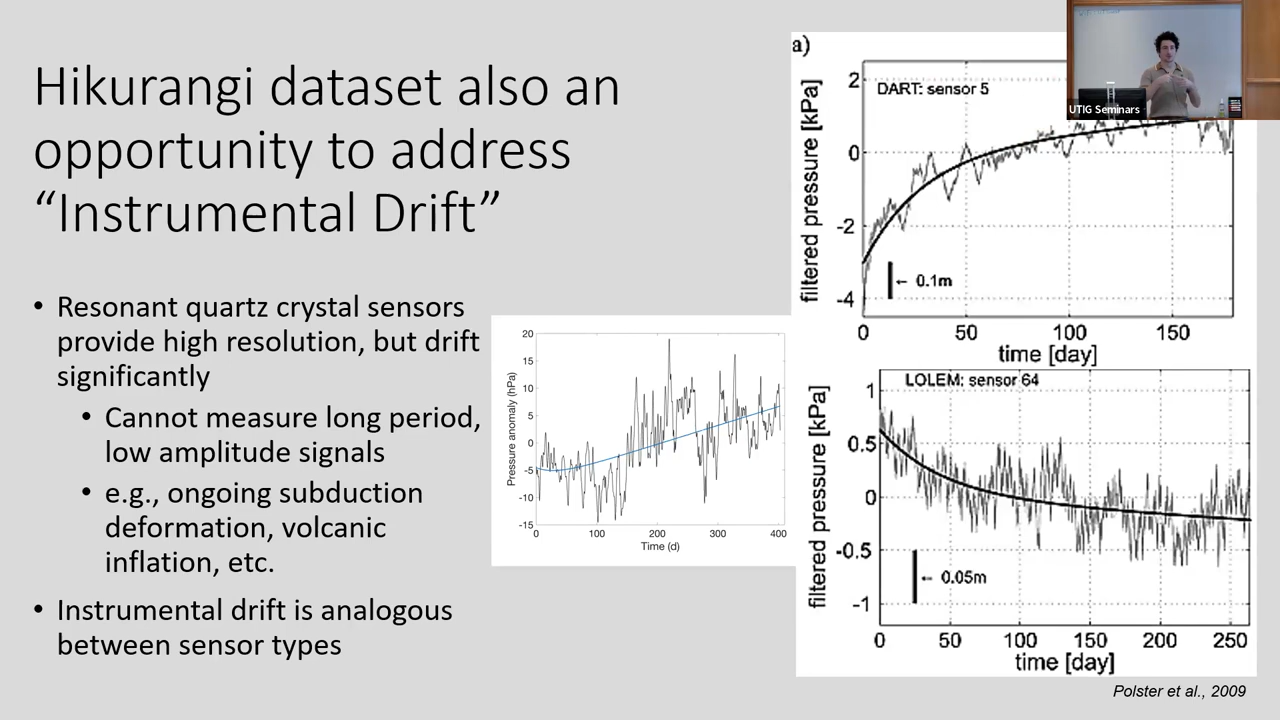 Hikurangi dataset also an
opportunity to address
“Instrumental Drift”
• Resonant quartz crystal sensors
provide high resolution, but drift
significantly
• Cannot measure long period,
low amplitude signals
• e.g., ongoing subduction
deformation, volcanic
inflation, etc.
• Instrumental drift is analogous
between sensor types
20
15
10
5
0
-5
-10
-15
Pressure anomaly (hPa)
0 100 200 300 400
Time (d)
a)
DART: sensor 5
2
0
-2
-4
filtered pressure [kPa]
← 0.1m
0 50 100 150
time [day]
LOLEM: sensor 64
1
0.5
0
-0.5
-1
filtered pressure [kPa]
← 0.05m
0 50 100 150 200 250
time [day]
Polster et al., 2009
UTIG Seminars